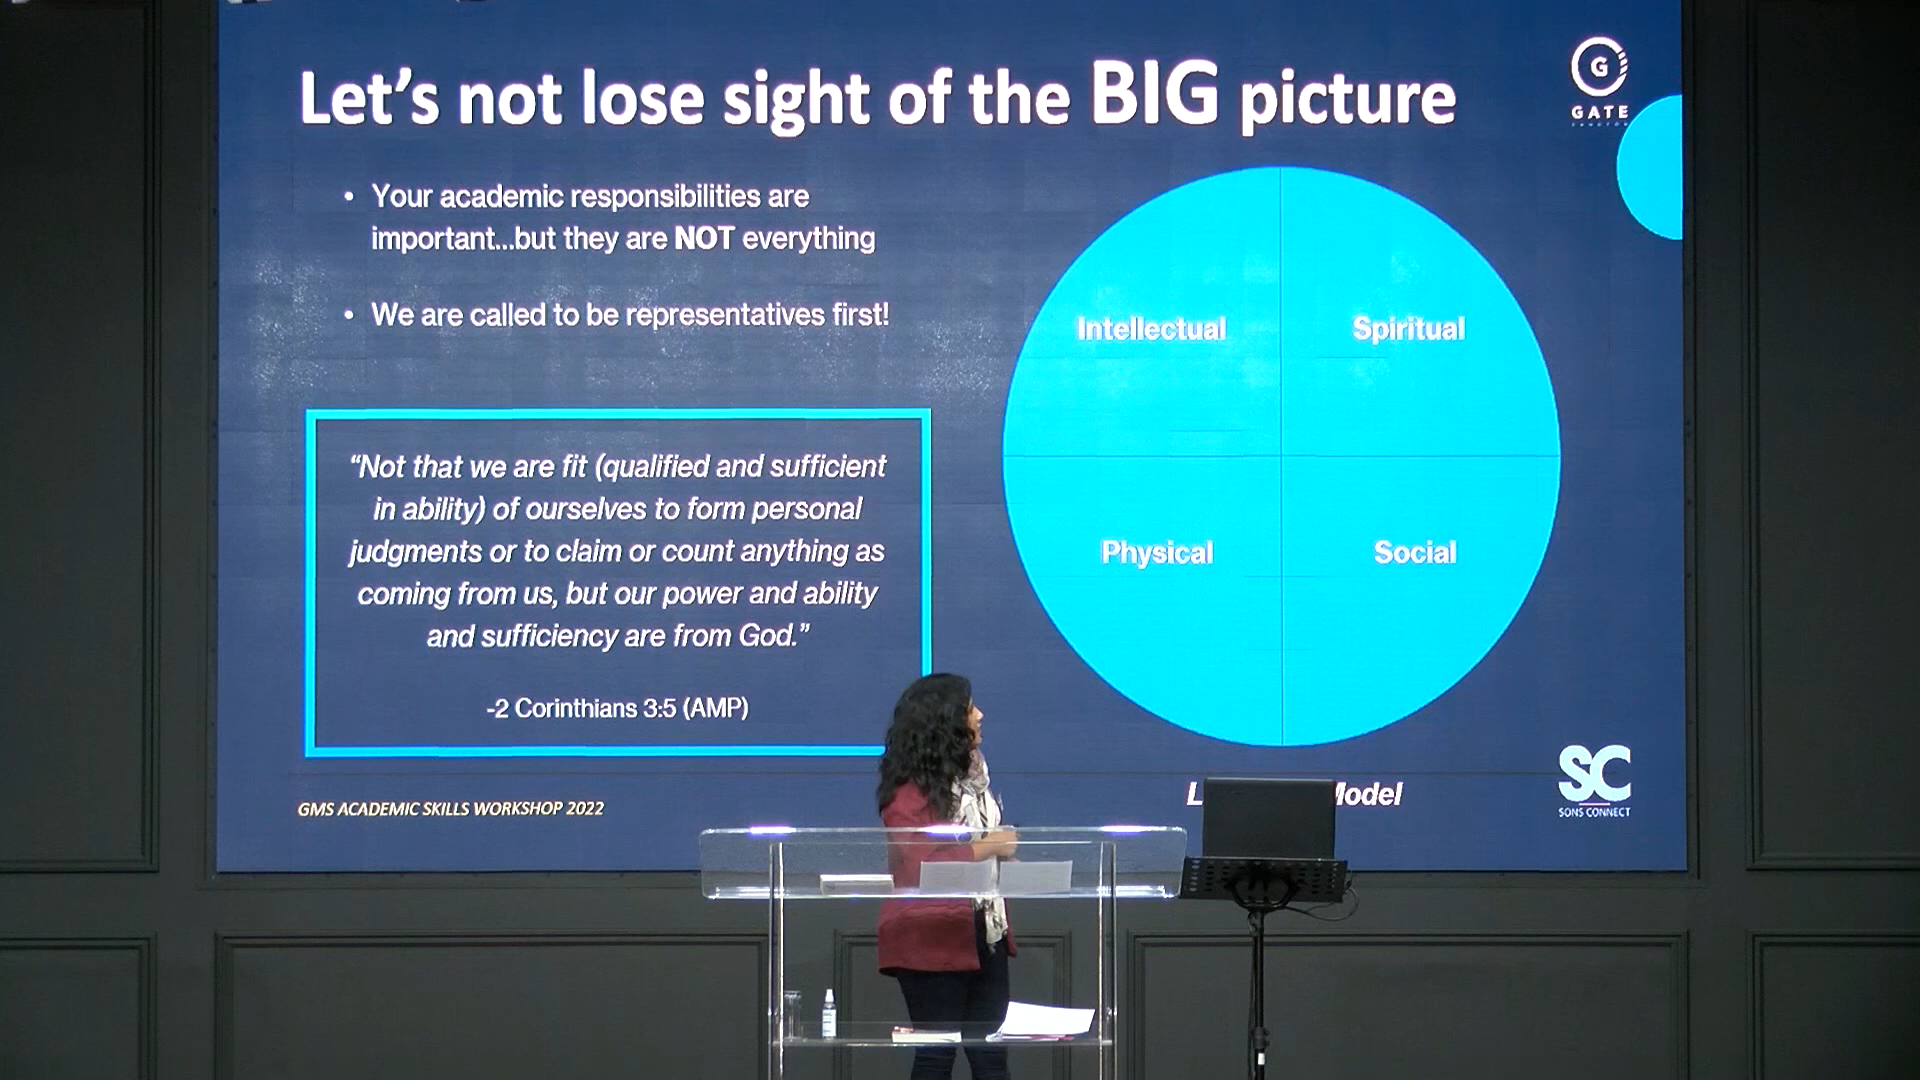 Let's not lose sight of the BIG picture
G
GATE
• Your academic responsibilities are
important...but they are NOT everything
• We are called to be representatives first!
Intellectual
Spiritual
Physical
Social
“Not that we are fit (qualified and sufficient
in ability) of ourselves to form personal
judgments or to claim or count anything as
coming from us, but our power and ability
and sufficiency are from God.”
-2 Corinthians 3:5 (AMP)
GMS ACADEMIC SKILLS WORKSHOP 2022
SC
SONS CONNECT